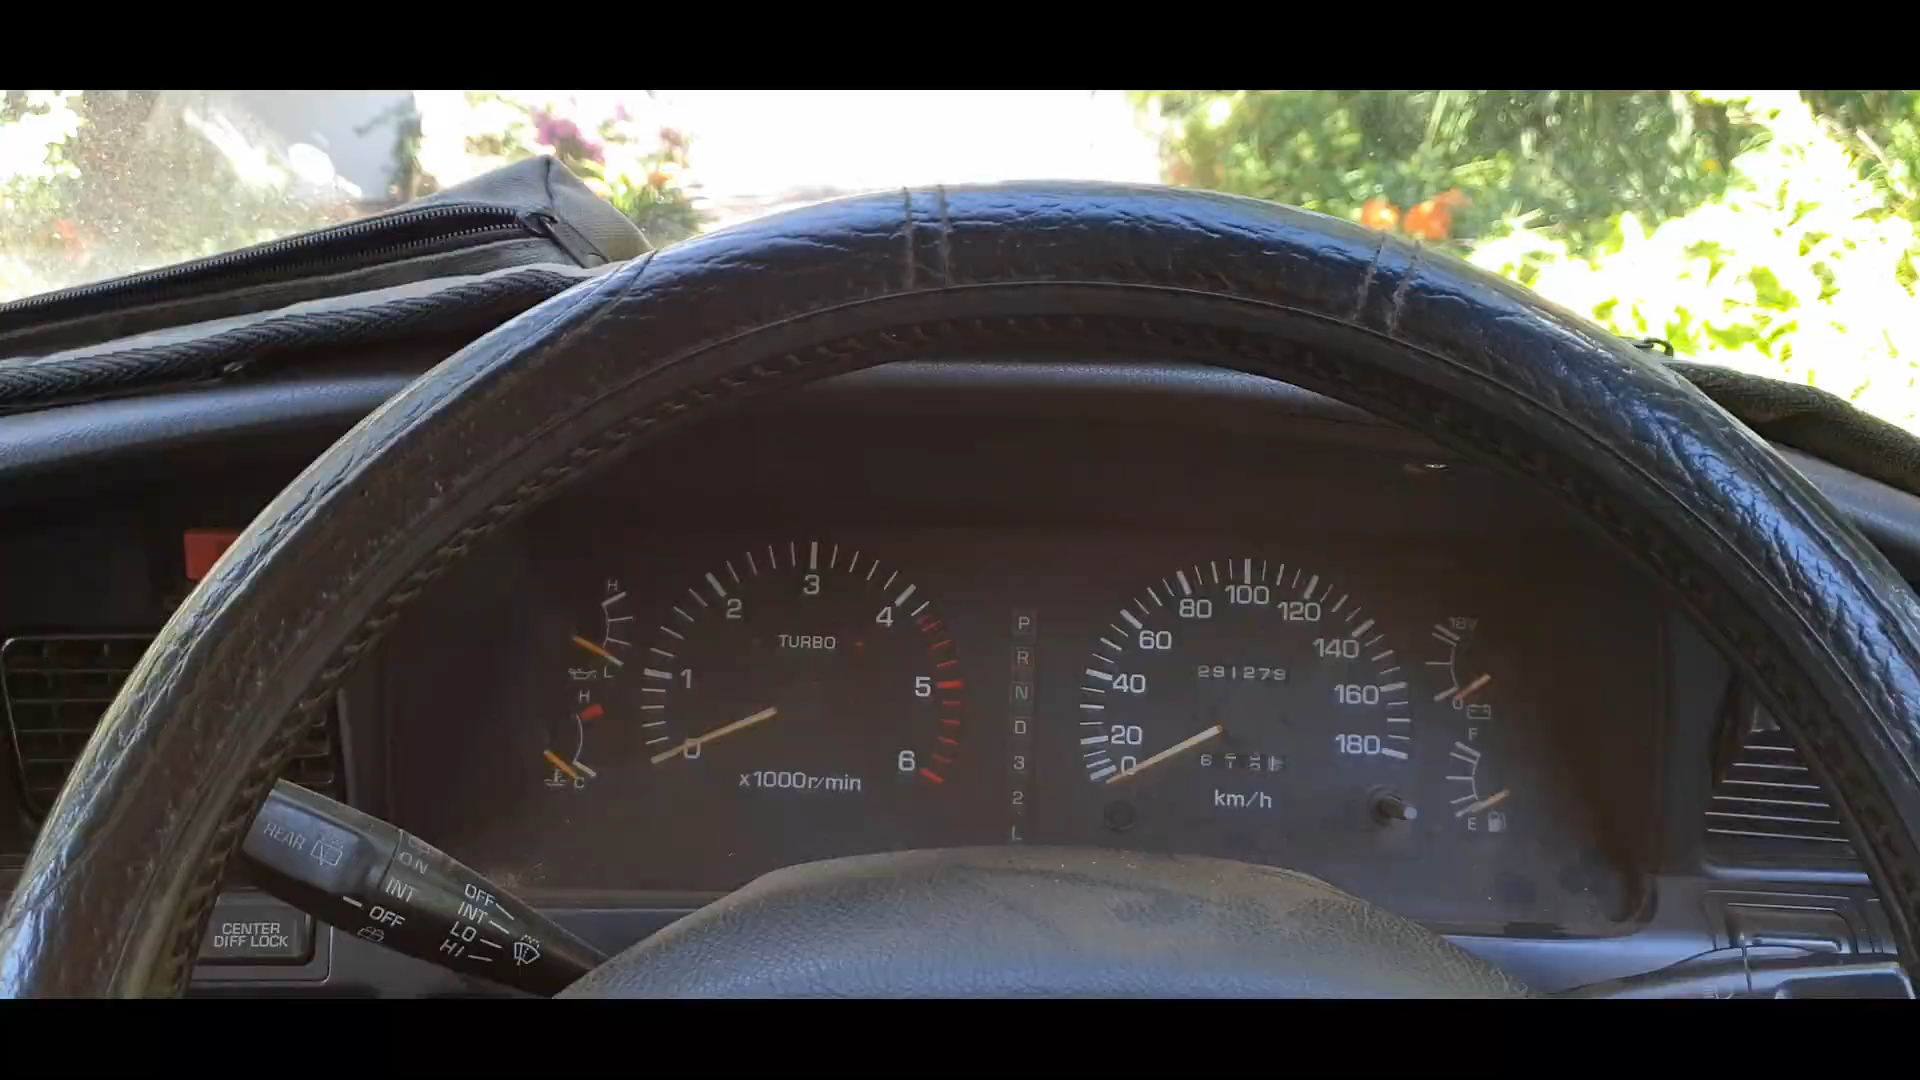 H
L
H
C
0
1
2
3
4
5
6
TURBO
x1000r/min
P
R
N
D
3
2
L
0
20
40
60
80
100
120
140
160
180
291279
km/h
18V
F
E
REAR
ON
INT
OFF
OFF
INT
LO
HI
CENTER
DIFF LOCK